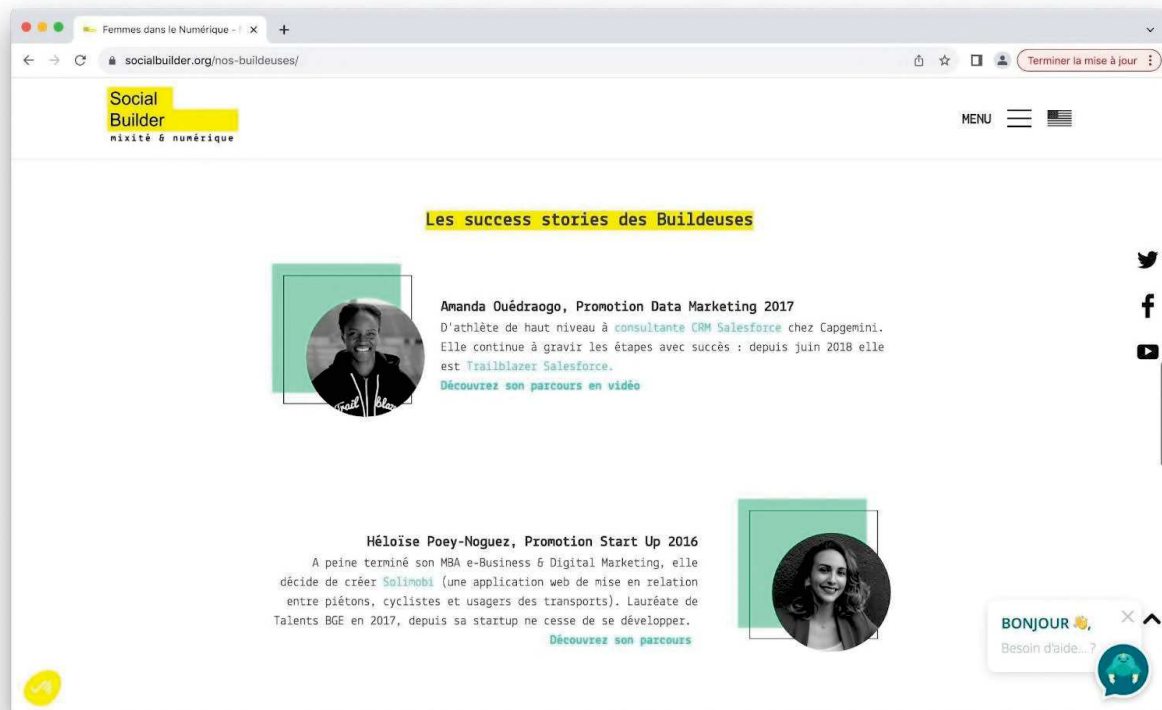 Femmes dans le Numérique -
socialbuilder.org/nos-buildeuses/
Terminer la mise à jour
Social
Builder
mixité & numérique
MENU
Les success stories des Buildeuses
Amanda Ouédraogo, Promotion Data Marketing 2017
D'athlète de haut niveau à consultante CRM Salesforce chez Capgemini.
Elle continue à gravir les étapes avec succès : depuis juin 2018 elle
est Trailblazer Salesforce.
Découvrez son parcours en vidéo
Trail blaz
Héloïse Poey-Noguez, Promotion Start Up 2016
A peine terminé son MBA e-Business & Digital Marketing, elle
décide de créer Solimobi (une application web de mise en relation
entre piétons, cyclistes et usagers des transports). Lauréate de
Talents BGE en 2017, depuis sa startup ne cesse de se développer.
Découvrez son parcours
BONJOUR 👋,
Besoin d'aide...?